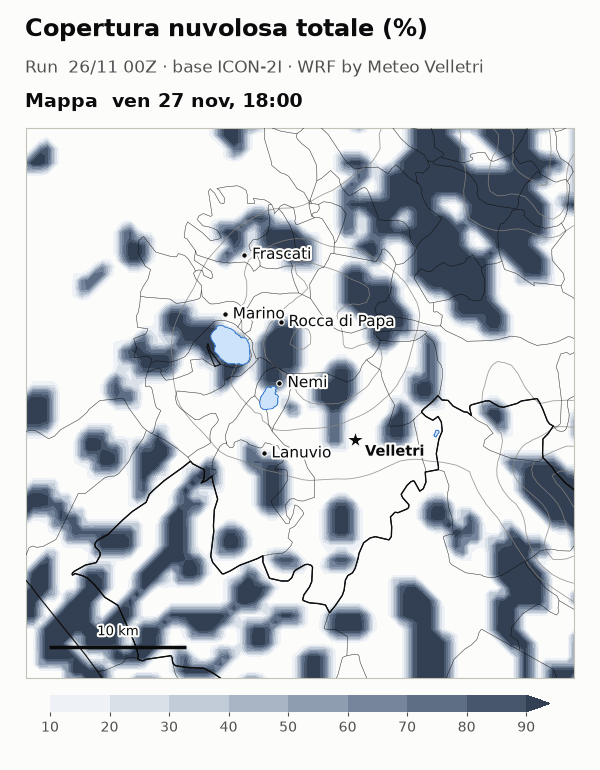 Copertura nuvolosa totale (%)
Run  26/11 00Z · base ICON-2I · WRF by Meteo Velletri
Mappa  ven 27 nov, 18:00
Frascati
Marino
Rocca di Papa
Nemi
Velletri
Lanuvio
10 km
10 20 30 40 50 60 70 80 90